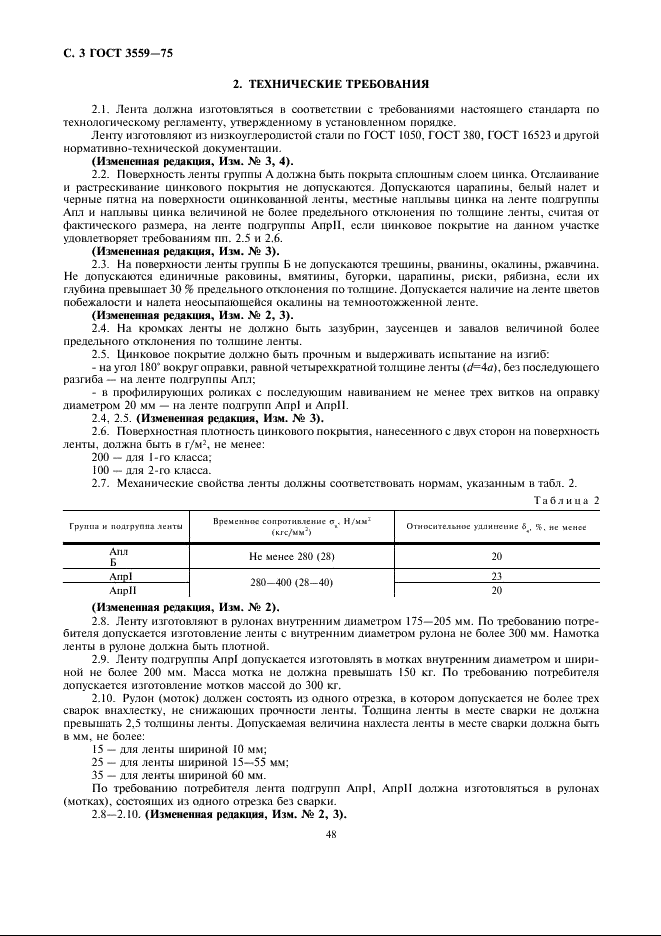 С. 3 ГОСТ 3559—75
2. ТЕХНИЧЕСКИЕ ТРЕБОВАНИЯ
2.1. Лента должна изготовляться в соответствии с требованиями настоящего стандарта по
технологическому регламенту, утвержденному в установленном порядке.
Ленту изготовляют из низкоуглеродистой стали по ГОСТ 1050, ГОСТ 380, ГОСТ 16523 и другой
нормативно-технической документации.
(Измененная редакция, Изм. № 3, 4).
2.2. Поверхность ленты группы А должна быть покрыта сплошным слоем цинка. Отслаивание
и растрескивание цинкового покрытия не допускаются. Допускаются царапины, белый налет и
черные пятна на поверхности оцинкованной ленты, местные наплывы цинка на ленте подгруппы
Апл и наплывы цинка величиной не более предельного отклонения по толщине ленты, считая от
фактического размера, на ленте подгруппы АпрII, если цинковое покрытие на данном участке
удовлетворяет требованиям пп. 2.5 и 2.6.
(Измененная редакция, Изм. № 3).
2.3. На поверхности ленты группы Б не допускаются трещины, рванины, окалины, ржавчина.
Не допускаются единичные раковины, вмятины, бугорки, царапины, риски, рябизна, если их
глубина превышает 30 % предельного отклонения по толщине. Допускается наличие на ленте цветов
побежалости и налета неосыпающейся окалины на темноотожженной ленте.
(Измененная редакция, Изм. № 2, 3).
2.4. На кромках ленты не должно быть зазубрин, заусенцев и завалов величиной более
предельного отклонения по толщине ленты.
2.5. Цинковое покрытие должно быть прочным и выдерживать испытание на изгиб:
- на угол 180° вокруг оправки, равной четырехкратной толщине ленты (d=4a), без последующего
разгиба — на ленте подгруппы Апл;
- в профилирующих роликах с последующим навиванием не менее трех витков на оправку
диаметром 20 мм — на ленте подгрупп АпрI и АпрII.
2.4, 2.5. (Измененная редакция, Изм. № 3).
2.6. Поверхностная плотность цинкового покрытия, нанесенного с двух сторон на поверхность
ленты, должна быть в г/м², не менее:
200 — для 1-го класса;
100 — для 2-го класса.
2.7. Механические свойства ленты должны соответствовать нормам, указанным в табл. 2.
Таблица 2
Группа и подгруппа ленты Временное сопротивление σв, Н/мм² (кгс/мм²) Относительное удлинение δ4, %, не менее
Апл
Б Не менее 280 (28) 20
АпрI 280—400 (28—40) 23
АпрII 20
(Измененная редакция, Изм. № 2).
2.8. Ленту изготовляют в рулонах внутренним диаметром 175—205 мм. По требованию потре-
бителя допускается изготовление ленты с внутренним диаметром рулона не более 300 мм. Намотка
ленты в рулоне должна быть плотной.
2.9. Ленту подгруппы АпрI допускается изготовлять в мотках внутренним диаметром и шири-
ной не более 200 мм. Масса мотка не должна превышать 150 кг. По требованию потребителя
допускается изготовление мотков массой до 300 кг.
2.10. Рулон (моток) должен состоять из одного отрезка, в котором допускается не более трех
сварок внахлестку, не снижающих прочности ленты. Толщина ленты в месте сварки не должна
превышать 2,5 толщины ленты. Допускаемая величина нахлеста ленты в месте сварки должна быть
в мм, не более:
15 — для ленты шириной 10 мм;
25 — для ленты шириной 15—55 мм;
35 — для ленты шириной 60 мм.
По требованию потребителя лента подгрупп АпрI, АпрII должна изготовляться в рулонах
(мотках), состоящих из одного отрезка без сварки.
2.8—2.10. (Измененная редакция, Изм. № 2, 3).
48